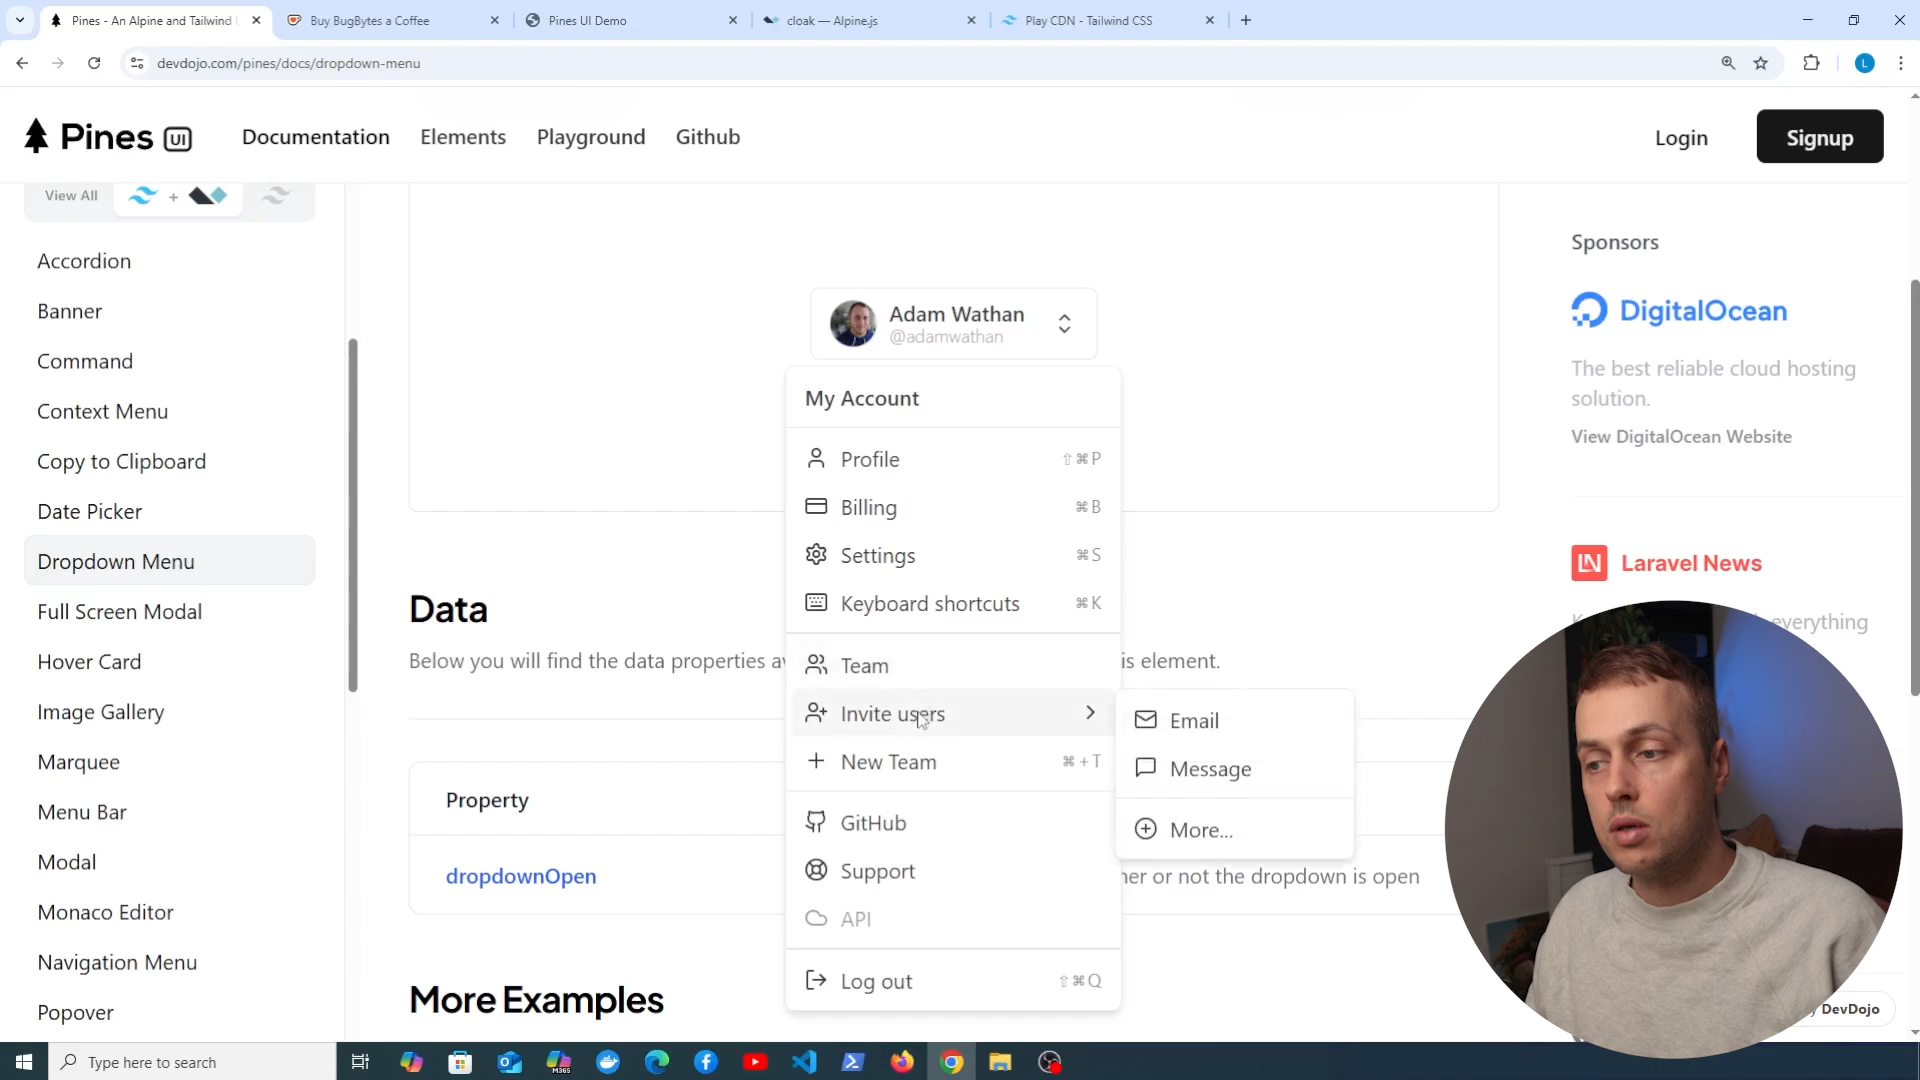 Pines - An Alpine and Tailwind
Buy BugBytes a Coffee
Pines UI Demo
cloak — Alpine.js
Play CDN - Tailwind CSS
devdojo.com/pines/docs/dropdown-menu
L
Pines UI
Documentation
Elements
Playground
Github
Login
Signup
View All
+
Accordion
Banner
Command
Context Menu
Copy to Clipboard
Date Picker
Dropdown Menu
Full Screen Modal
Hover Card
Image Gallery
Marquee
Menu Bar
Modal
Monaco Editor
Navigation Menu
Popover
Adam Wathan
@adamwathan
My Account
Profile ⇧⌘P
Billing ⌘B
Settings ⌘S
Keyboard shortcuts ⌘K
Team
Invite users
New Team ⌘+T
GitHub
Support
API
Log out ⇧⌘Q
Email
Message
More...
Data
Below you will find the data properties is element.
Property
dropdownOpen or not the dropdown is open
More Examples
Sponsors
DigitalOcean
The best reliable cloud hosting
solution.
View DigitalOcean Website
LN Laravel News
everything
DevDojo
Type here to search
M365